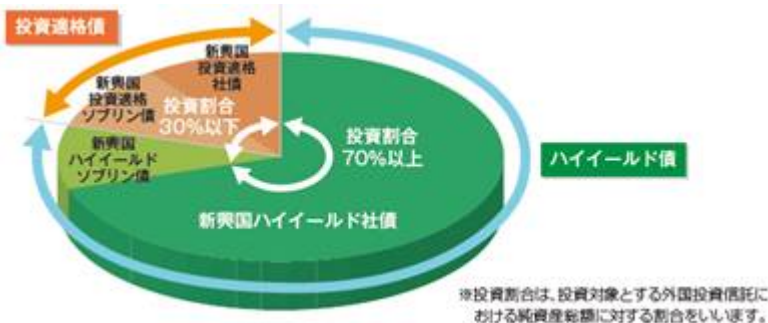 投資適格債
新興国
投資適格
社債
新興国
投資適格
ソブリン債
投資割合
30%以下
新興国
ハイイールド
ソブリン債
投資割合
70%以上
ハイイールド債
新興国ハイイールド社債
※投資割合は、投資対象とする外国投資信託に
おける純資産総額に対する割合をいいます。